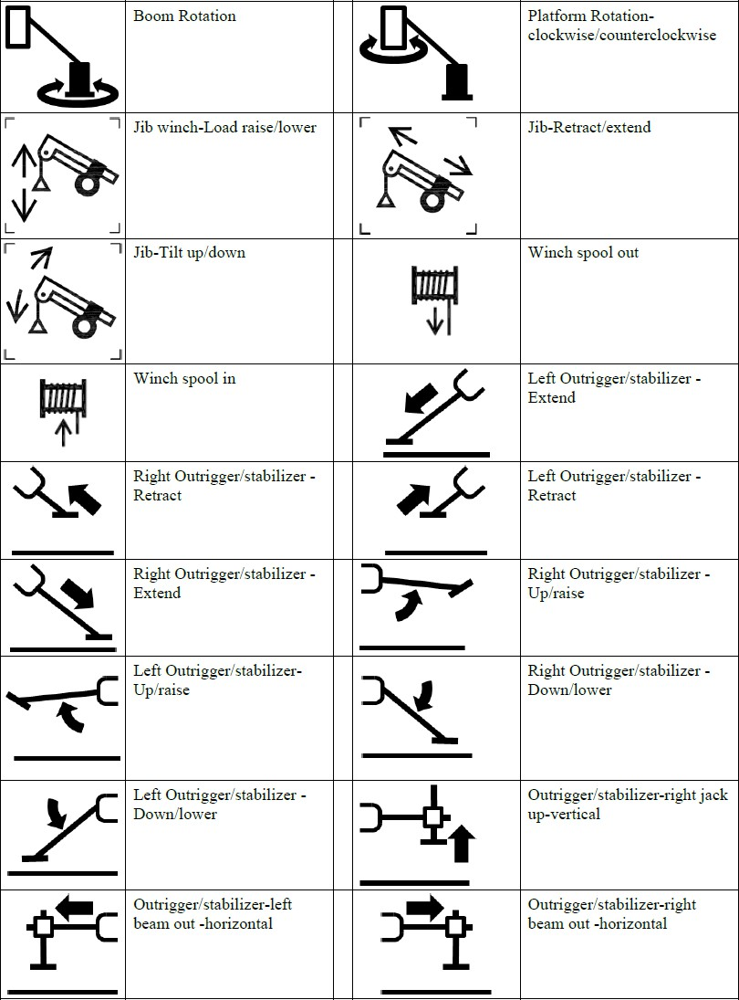 Boom Rotation
Platform Rotation-
clockwise/counterclockwise
Jib winch-Load raise/lower
Jib-Retract/extend
Jib-Tilt up/down
Winch spool out
Winch spool in
Left Outrigger/stabilizer -
Extend
Right Outrigger/stabilizer -
Retract
Left Outrigger/stabilizer -
Retract
Right Outrigger/stabilizer -
Extend
Right Outrigger/stabilizer -
Up/raise
Left Outrigger/stabilizer-
Up/raise
Right Outrigger/stabilizer -
Down/lower
Left Outrigger/stabilizer -
Down/lower
Outrigger/stabilizer-right jack
up-vertical
Outrigger/stabilizer-left
beam out -horizontal
Outrigger/stabilizer-right
beam out -horizontal